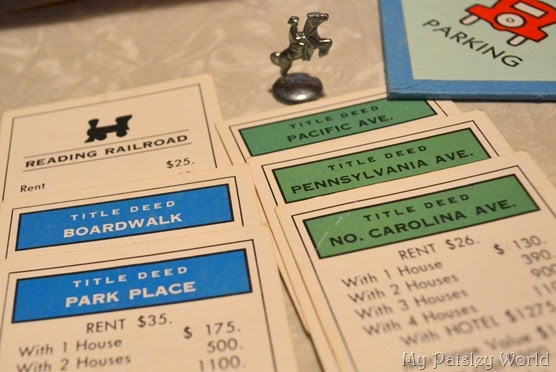 PARKING
READING RAILROAD
$25.
Rent
TITLE DEED
BOARDWALK
TITLE DEED
PARK PLACE
RENT $35.
With 1 House $ 175.
With 2 Houses 500.
1100.
TITLE DEED
PACIFIC AVE.
TITLE DEED
PENNSYLVANIA AVE.
TITLE DEED
NO. CAROLINA AVE.
RENT $26.
With 1 House $ 130.
With 2 Houses 390.
With 3 Houses 900
With 4 Houses
With HOTEL $127
My Paisley World